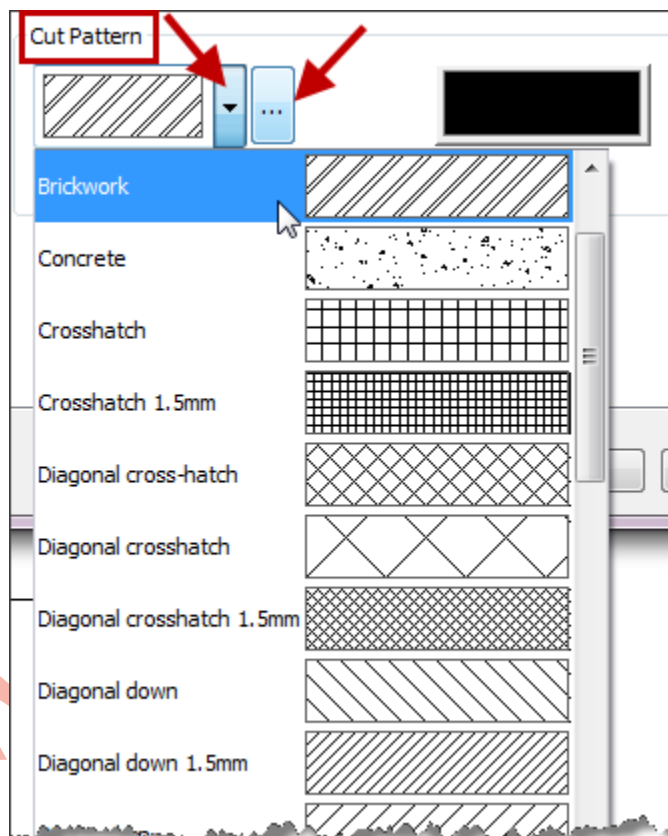 Cut Pattern
...
Brickwork
Concrete
Crosshatch
Crosshatch 1.5mm
Diagonal cross-hatch
Diagonal crosshatch
Diagonal crosshatch 1.5mm
Diagonal down
Diagonal down 1.5mm